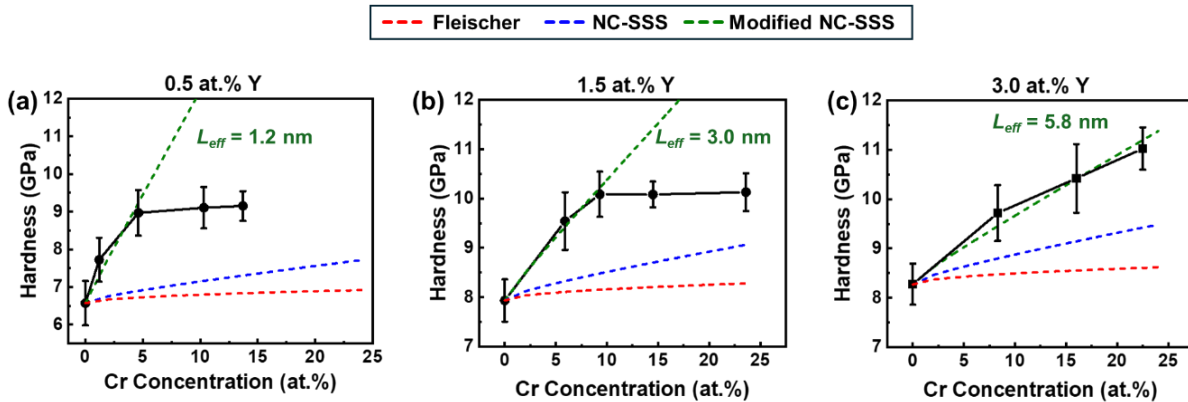 Fleischer NC-SSS Modified NC-SSS
(a)
0.5 at.% Y
Hardness (GPa)
12
11
10
9
8
7
6
L_eff = 1.2 nm
0 5 10 15 20 25
Cr Concentration (at.%)
(b)
1.5 at.% Y
Hardness (GPa)
12
11
10
9
8
7
L_eff = 3.0 nm
0 5 10 15 20 25
Cr Concentration (at.%)
(c)
3.0 at.% Y
Hardness (GPa)
12
11
10
9
8
7
L_eff = 5.8 nm
0 5 10 15 20 25
Cr Concentration (at.%)